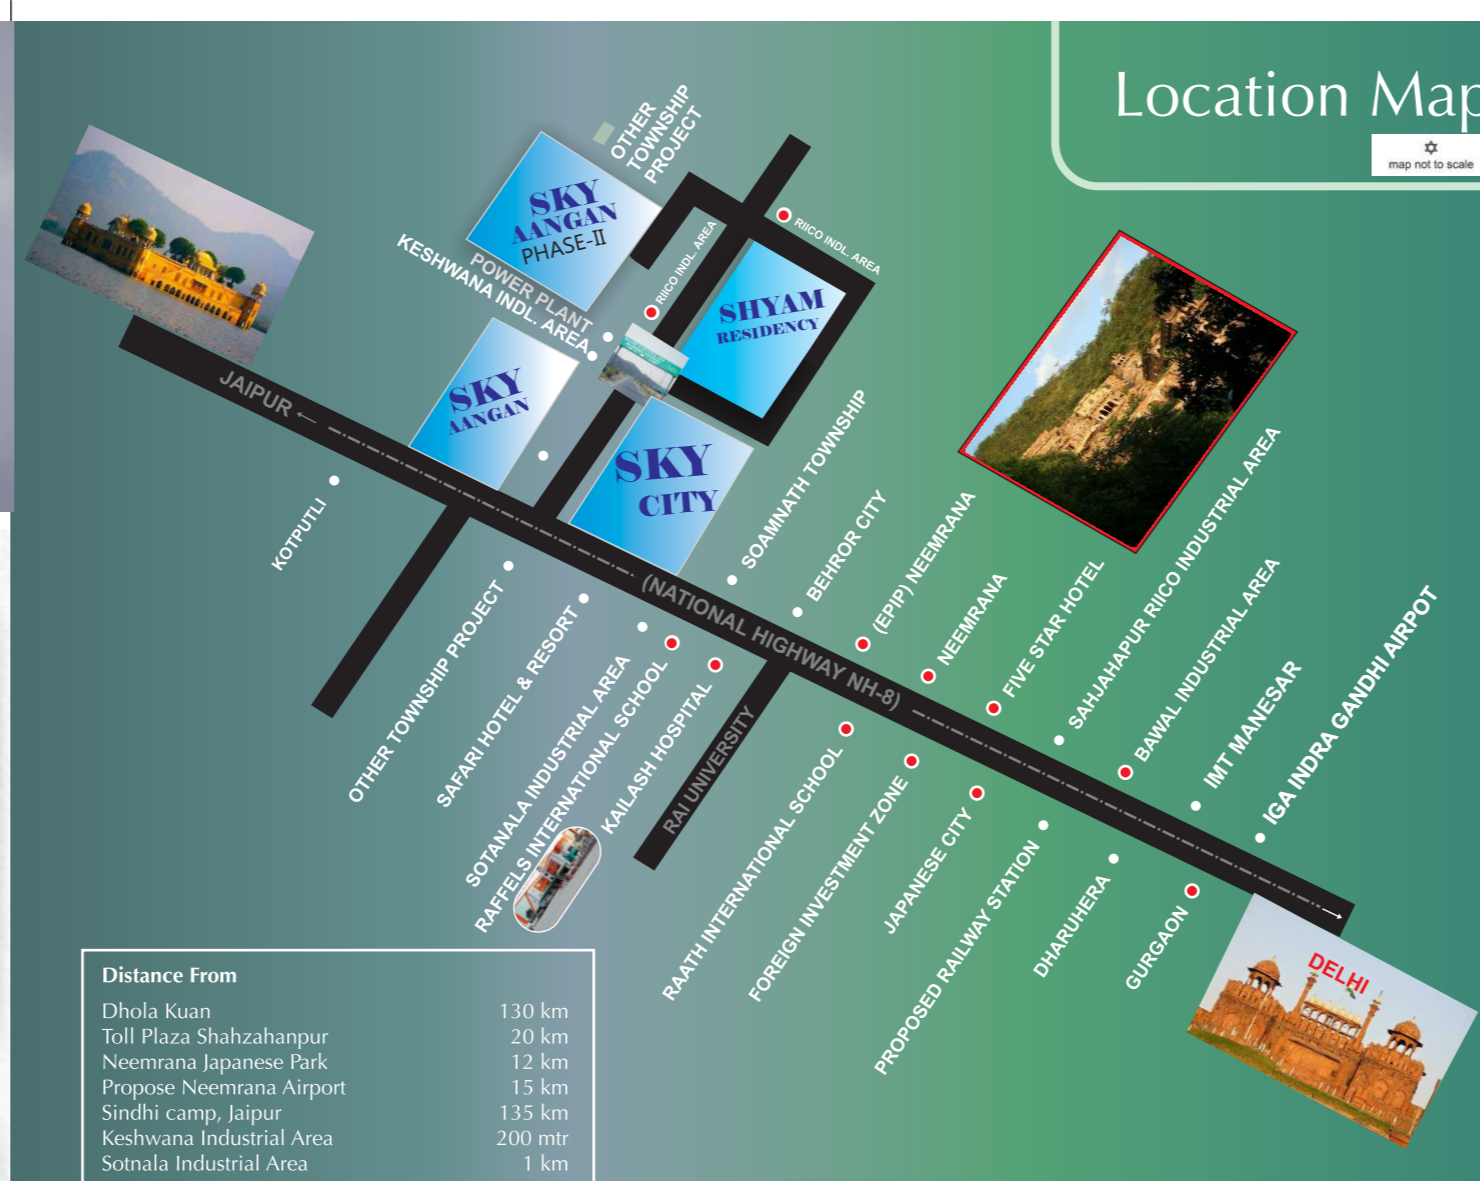 Location Map
map not to scale
OTHER
TOWNSHIP
PROJECT
SKY
AANGAN
PHASE-II
POWER PLANT
KESHWANA INDL. AREA
RIICO INDL. AREA
RIICO INDL. AREA
SHYAM
RESIDENCY
SKY
AANGAN
SKY
CITY
JAIPUR
(NATIONAL HIGHWAY NH-8)
KOTPUTLI
OTHER TOWNSHIP PROJECT
SAFARI HOTEL & RESORT
SOTANALA INDUSTRIAL AREA
RAFFELS INTERNATIONAL SCHOOL
KAILASH HOSPITAL
RAI UNIVERSITY
SOAMNATH TOWNSHIP
BEHROR CITY
(EPIP) NEEMRANA
NEEMRANA
FIVE STAR HOTEL
SAHJAHAPUR RIICO INDUSTRIAL AREA
BAWAL INDUSTRIAL AREA
IMT MANESAR
IGA INDRA GANDHI AIRPOT
RAATH INTERNATIONAL SCHOOL
FOREIGN INVESTMENT ZONE
JAPANESE CITY
PROPOSED RAILWAY STATION
DHARUHERA
GURGAON
DELHI
Distance From
Dhola Kuan 130 km
Toll Plaza Shahzahanpur 20 km
Neemrana Japanese Park 12 km
Propose Neemrana Airport 15 km
Sindhi camp, Jaipur 135 km
Keshwana Industrial Area 200 mtr
Sotnala Industrial Area 1 km